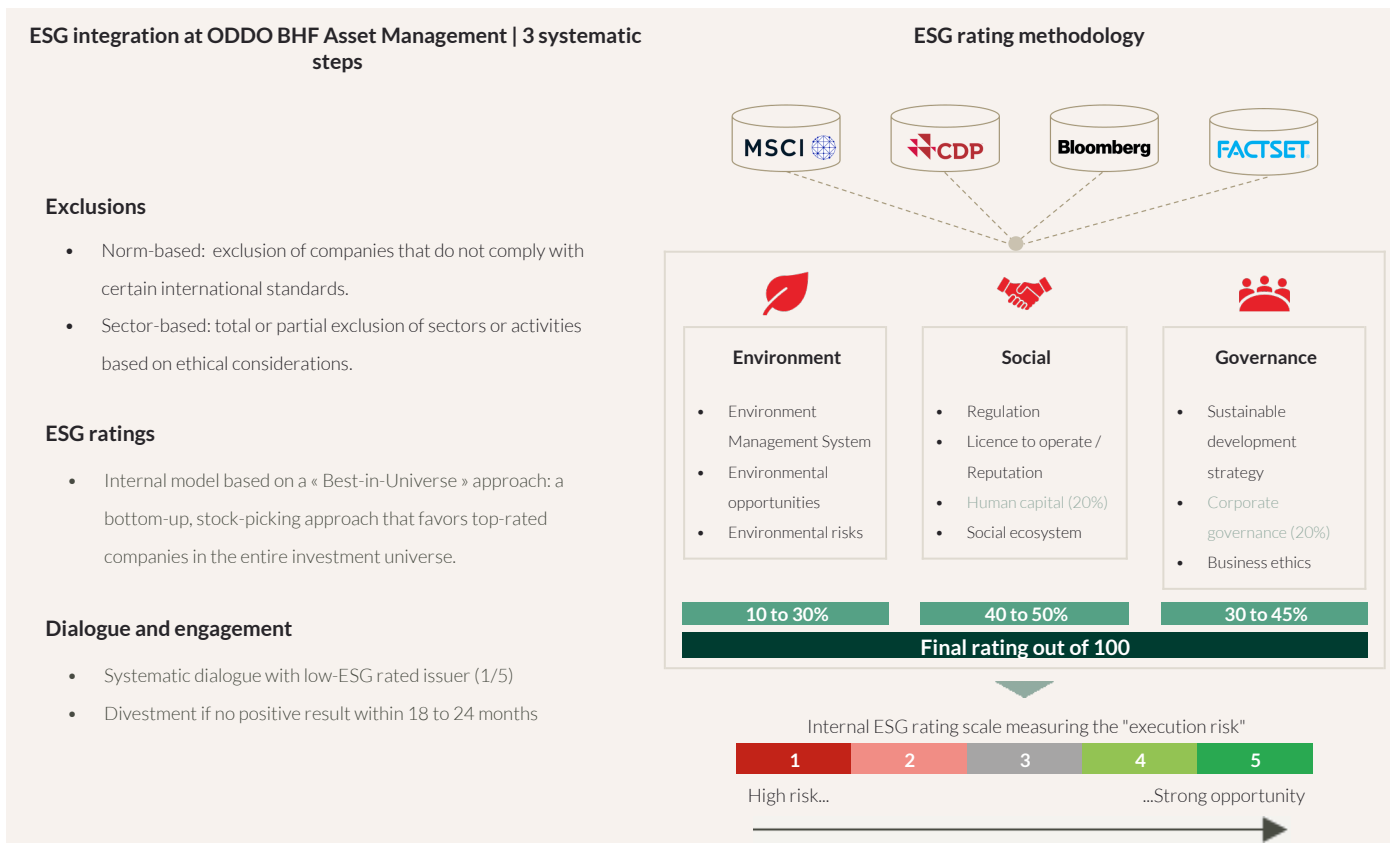 ESG integration at ODDO BHF Asset Management | 3 systematic
steps
Exclusions
• Norm-based: exclusion of companies that do not comply with
certain international standards.
• Sector-based: total or partial exclusion of sectors or activities
based on ethical considerations.
ESG ratings
• Internal model based on a « Best-in-Universe » approach: a
bottom-up, stock-picking approach that favors top-rated
companies in the entire investment universe.
Dialogue and engagement
• Systematic dialogue with low-ESG rated issuer (1/5)
• Divestment if no positive result within 18 to 24 months
ESG rating methodology
MSCI
CDP
Bloomberg
FACTSET
Environment
• Environment
Management System
• Environmental
opportunities
• Environmental risks
10 to 30%
Social
• Regulation
• Licence to operate /
Reputation
• Human capital (20%)
• Social ecosystem
40 to 50%
Governance
• Sustainable
development
strategy
• Corporate
governance (20%)
• Business ethics
30 to 45%
Final rating out of 100
Internal ESG rating scale measuring the "execution risk"
1 2 3 4 5
High risk... ...Strong opportunity